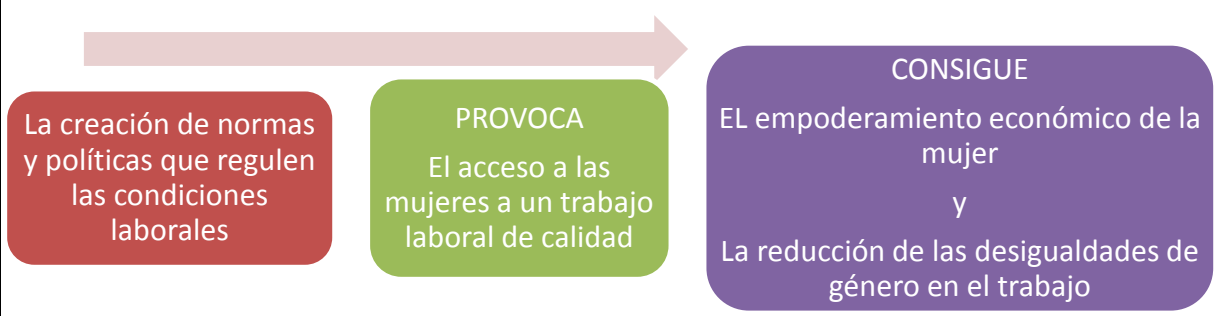 La creación de normas
y políticas que regulen
las condiciones
laborales
PROVOCA
El acceso a las
mujeres a un trabajo
laboral de calidad
CONSIGUE
EL empoderamiento económico de la
mujer
y
La reducción de las desigualdades de
género en el trabajo